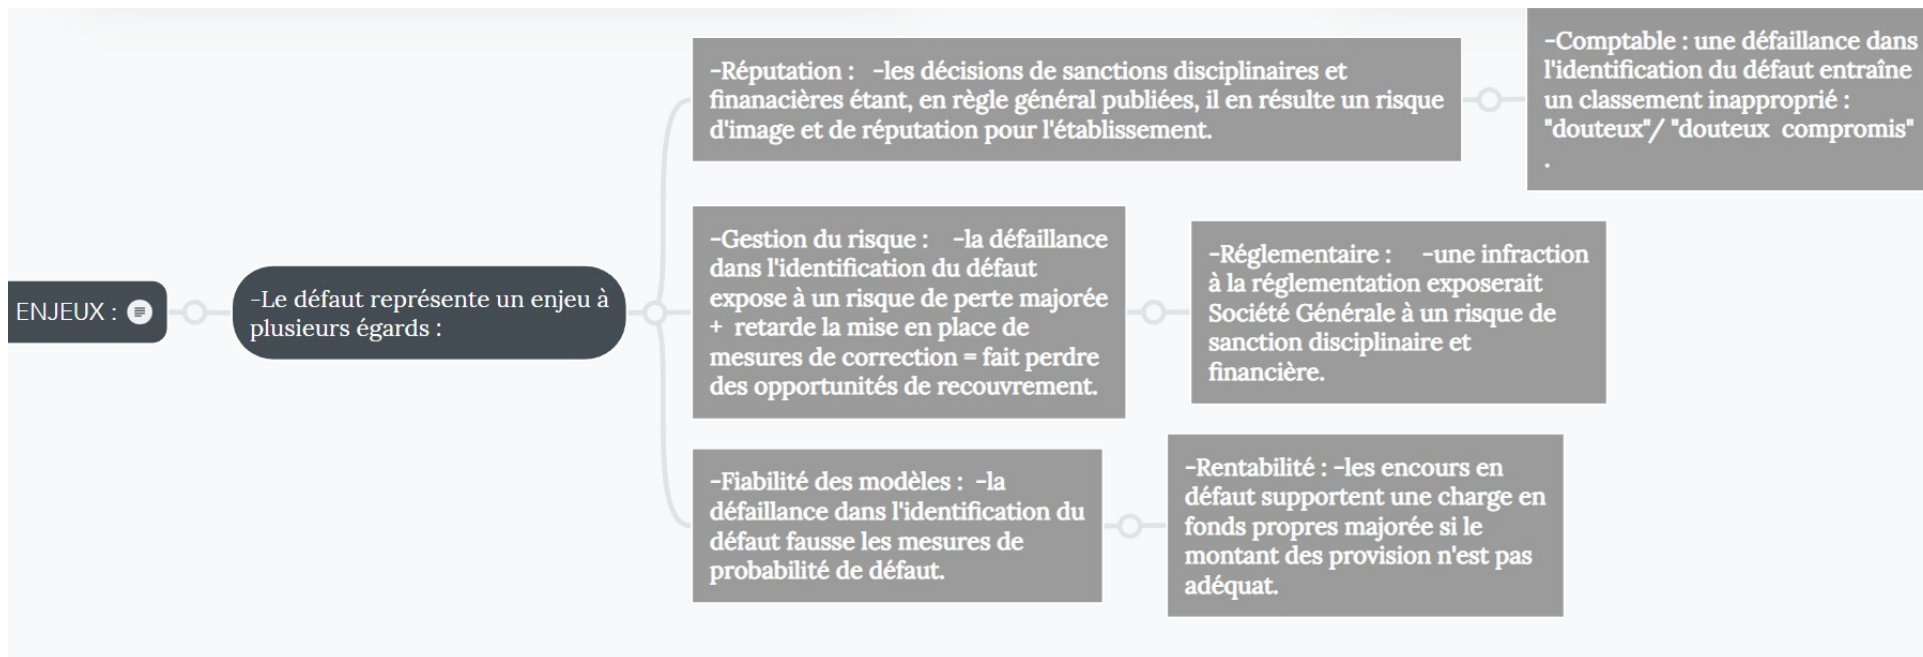 ENJEUX :
-Le défaut représente un enjeu à
plusieurs égards :
-Réputation :   -les décisions de sanctions disciplinaires et
finanacières étant, en règle général publiées, il en résulte un risque
d'image et de réputation pour l'établissement.
-Comptable : une défaillance dans
l'identification du défaut entraîne
un classement inapproprié :
"douteux"/ "douteux  compromis"
.
-Gestion du risque :   -la défaillance
dans l'identification du défaut
expose à un risque de perte majorée
+  retarde la mise en place de
mesures de correction = fait perdre
des opportunités de recouvrement.
-Réglementaire :    -une infraction
à la réglementation exposerait
Société Générale à un risque de
sanction disciplinaire et
financière.
-Fiabilité des modèles :  -la
défaillance dans l'identification du
défaut fausse les mesures de
probabilité de défaut.
-Rentabilité : -les encours en
défaut supportent une charge en
fonds propres majorée si le
montant des provision n'est pas
adéquat.